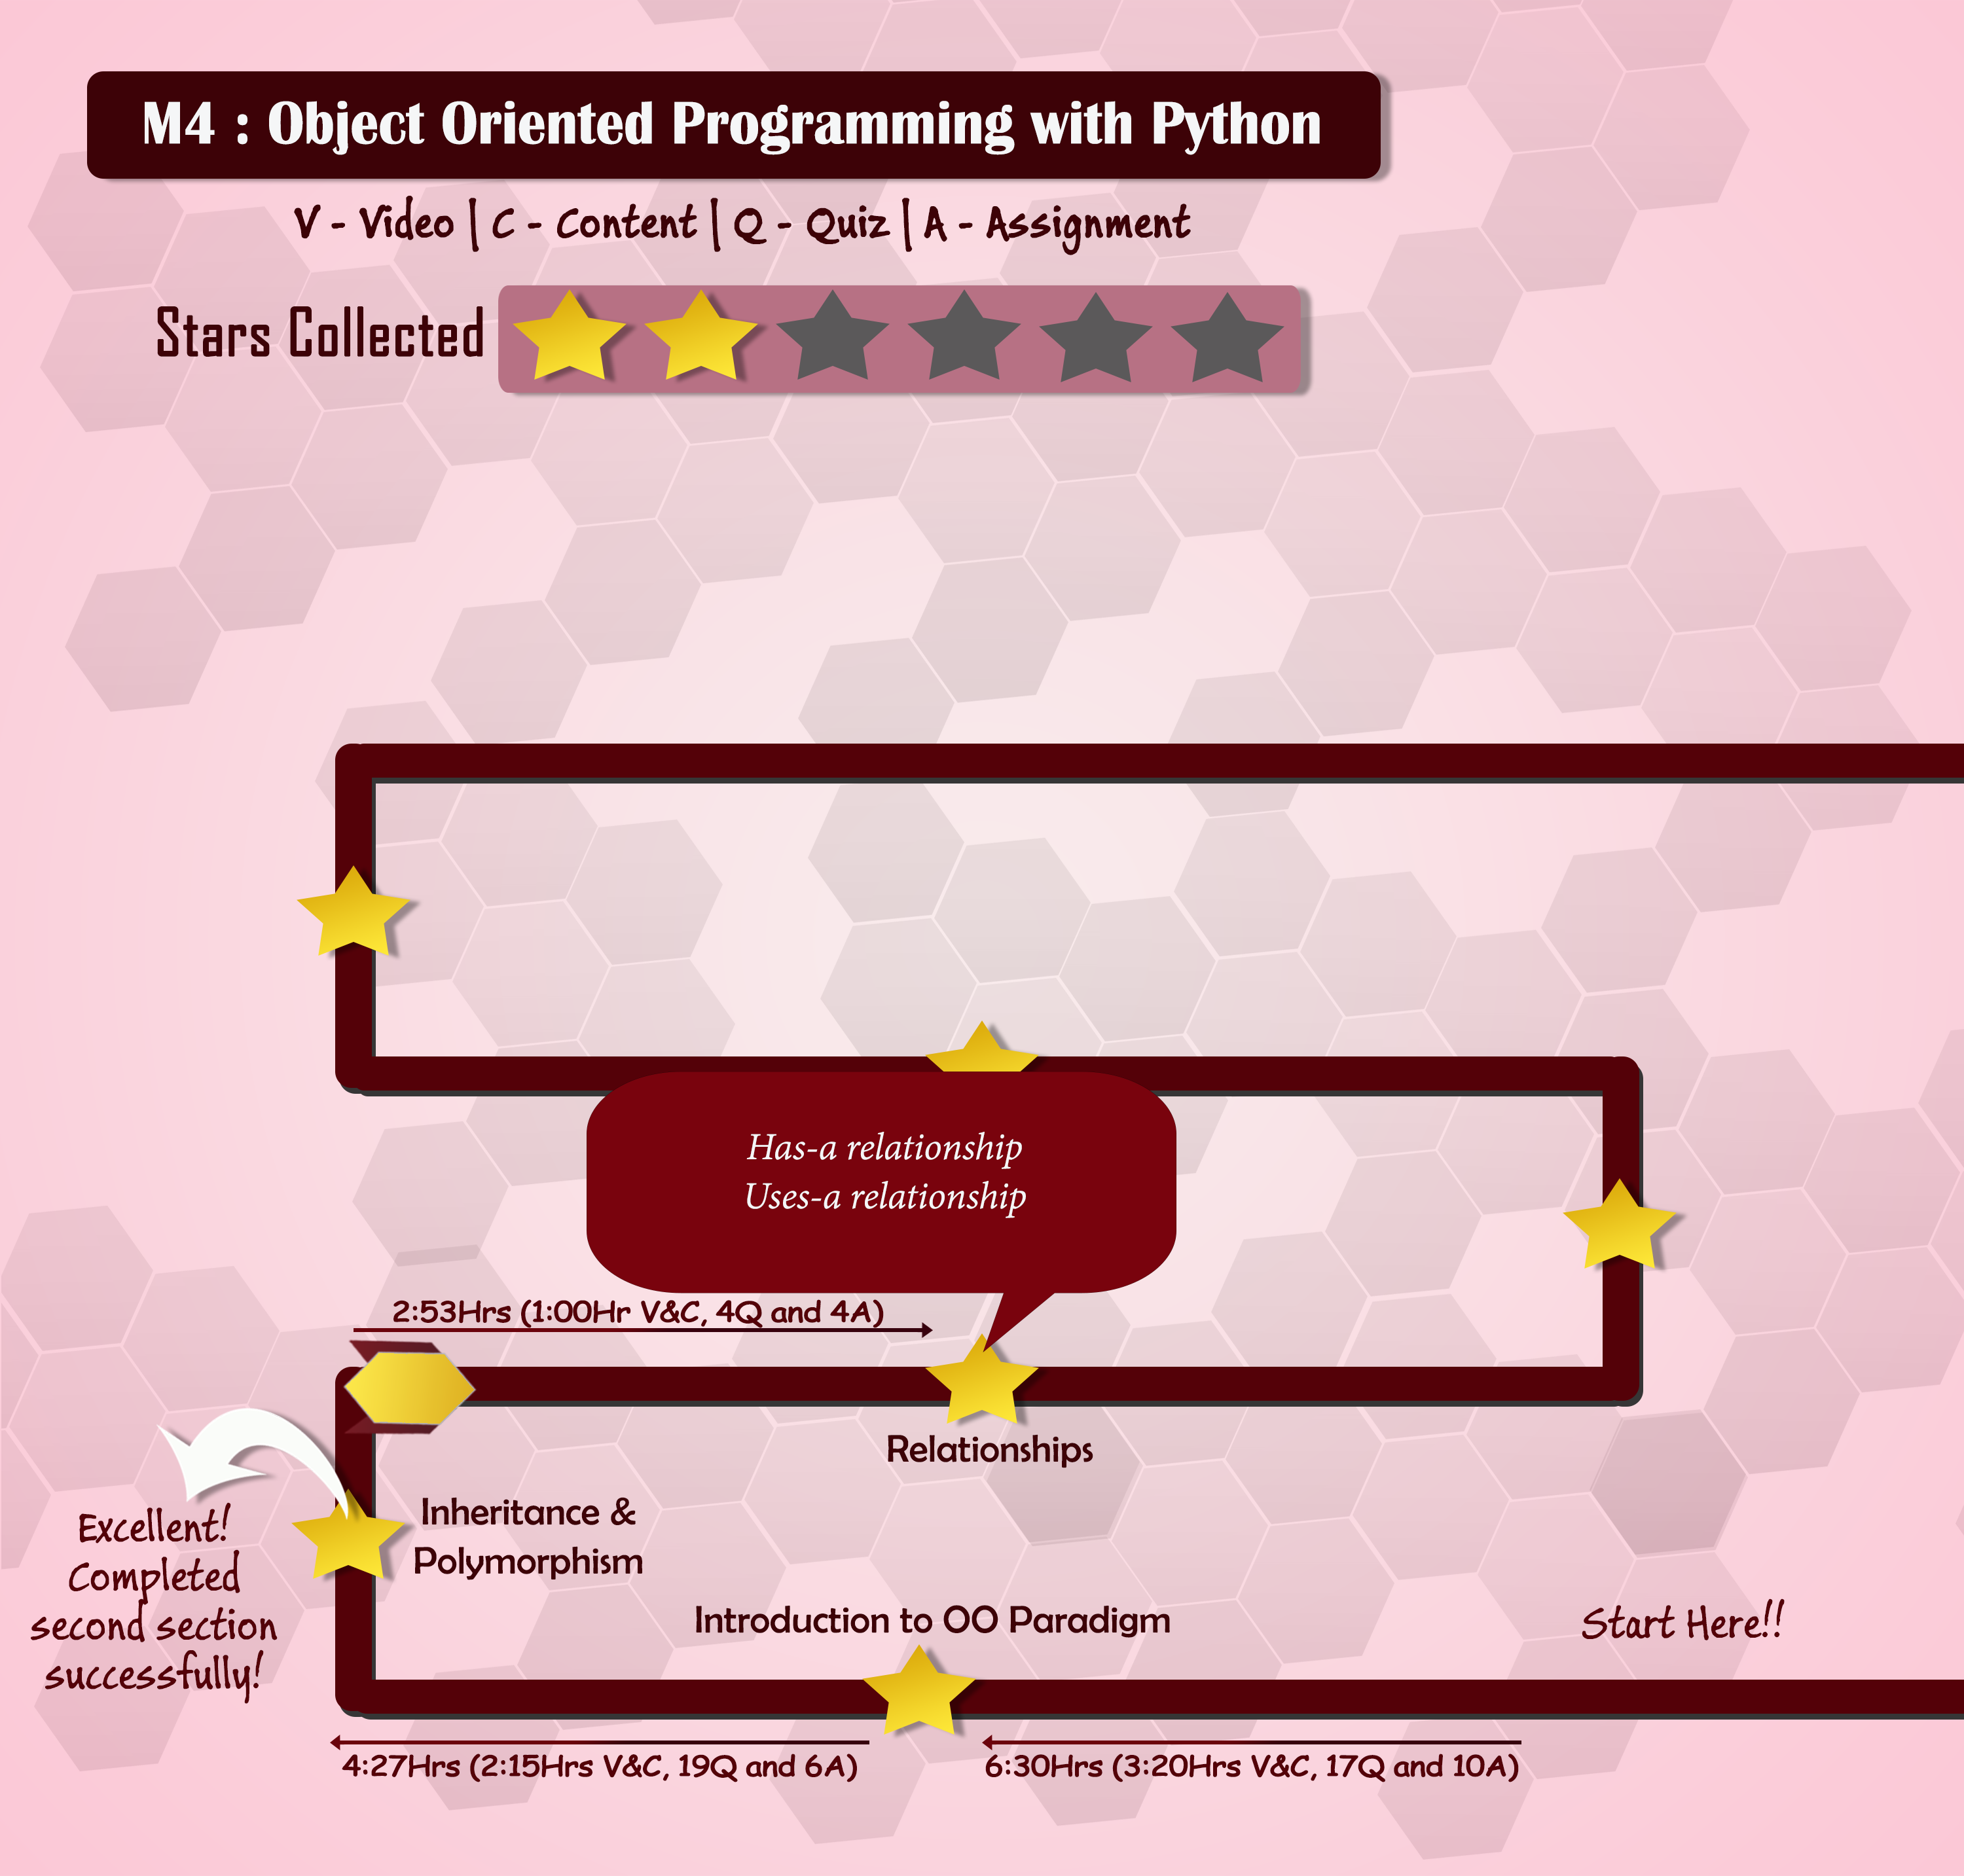 M4 : Object Oriented Programming with Python
V - Video | C - Content | Q - Quiz | A - Assignment
Stars Collected
Has-a relationship
Uses-a relationship
2:53Hrs (1:00Hr V&C, 4Q and 4A)
Relationships
Excellent!
Completed
second section
successfully!
Inheritance &
Polymorphism
Introduction to OO Paradigm
Start Here!!
4:27Hrs (2:15Hrs V&C, 19Q and 6A)
6:30Hrs (3:20Hrs V&C, 17Q and 10A)